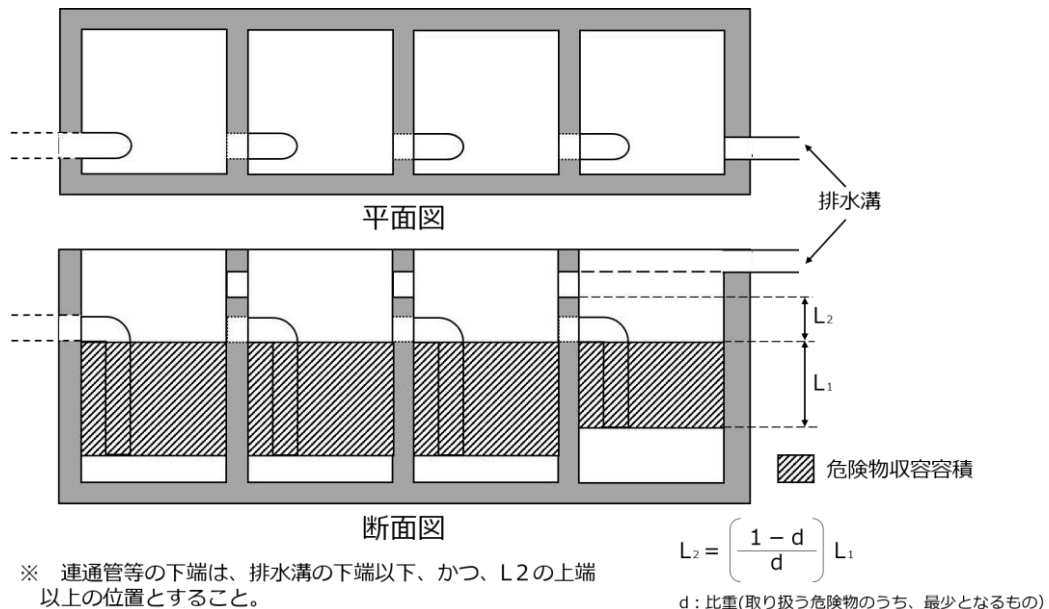 平面図
排水溝
L₂
L₁
危険物収容容積
断面図
L₂ = ( (1 − d) / d ) L₁
※ 連通管等の下端は、排水溝の下端以下、かつ、L2の上端
以上の位置とすること。
d:比重(取り扱う危険物のうち、最少となるもの)